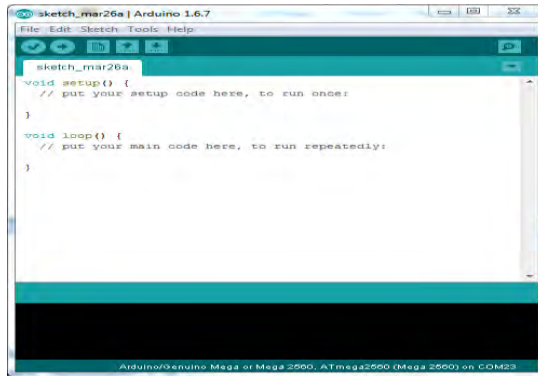 sketch_mar26a | Arduino 1.6.7
File Edit Sketch Tools Help
sketch_mar26a
void setup() {
// put your setup code here, to run once:
}
void loop() {
// put your main code here, to run repeatedly:
}
Arduino/Genuino Mega or Mega 2560, ATmega2560 (Mega 2560) on COM23